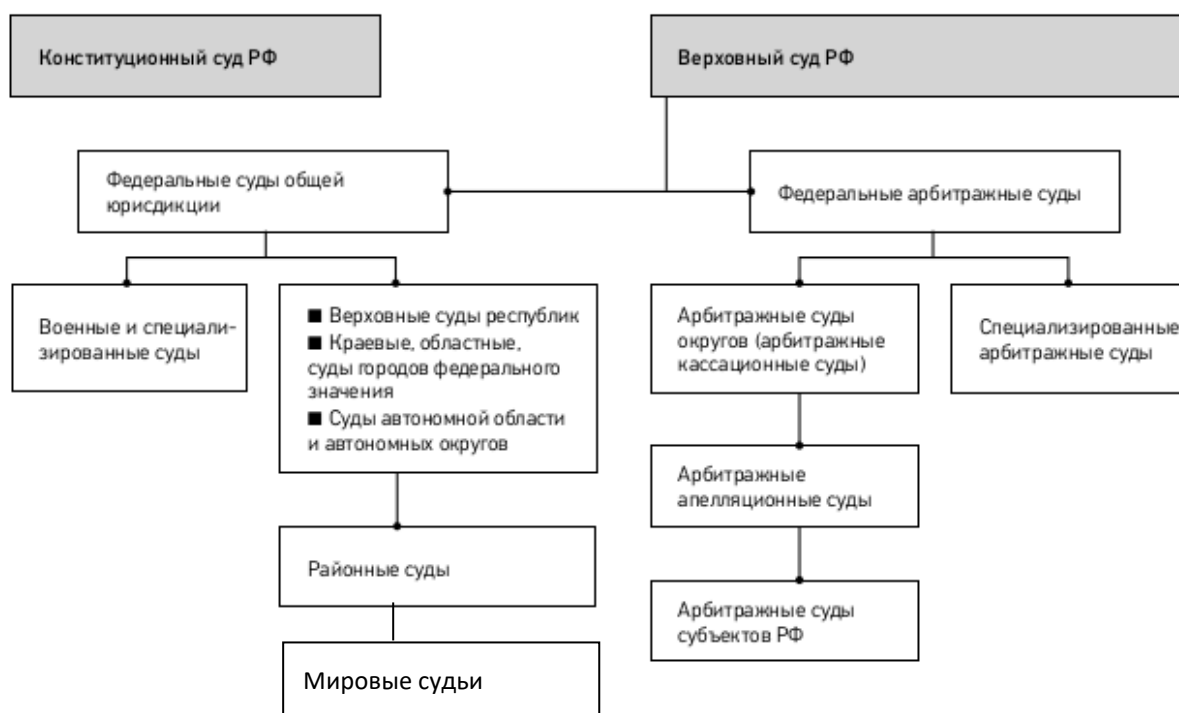 Конституционный суд РФ
Верховный суд РФ
Федеральные суды общей
юрисдикции
Федеральные арбитражные суды
Военные и специали-
зированные суды
■ Верховные суды республик
■ Краевые, областные,
суды городов федерального
значения
■ Суды автономной области
и автономных округов
Арбитражные суды
округов (арбитражные
кассационные суды)
Специализированные
арбитражные суды
Арбитражные
апелляционные суды
Районные суды
Арбитражные суды
субъектов РФ
Мировые судьи